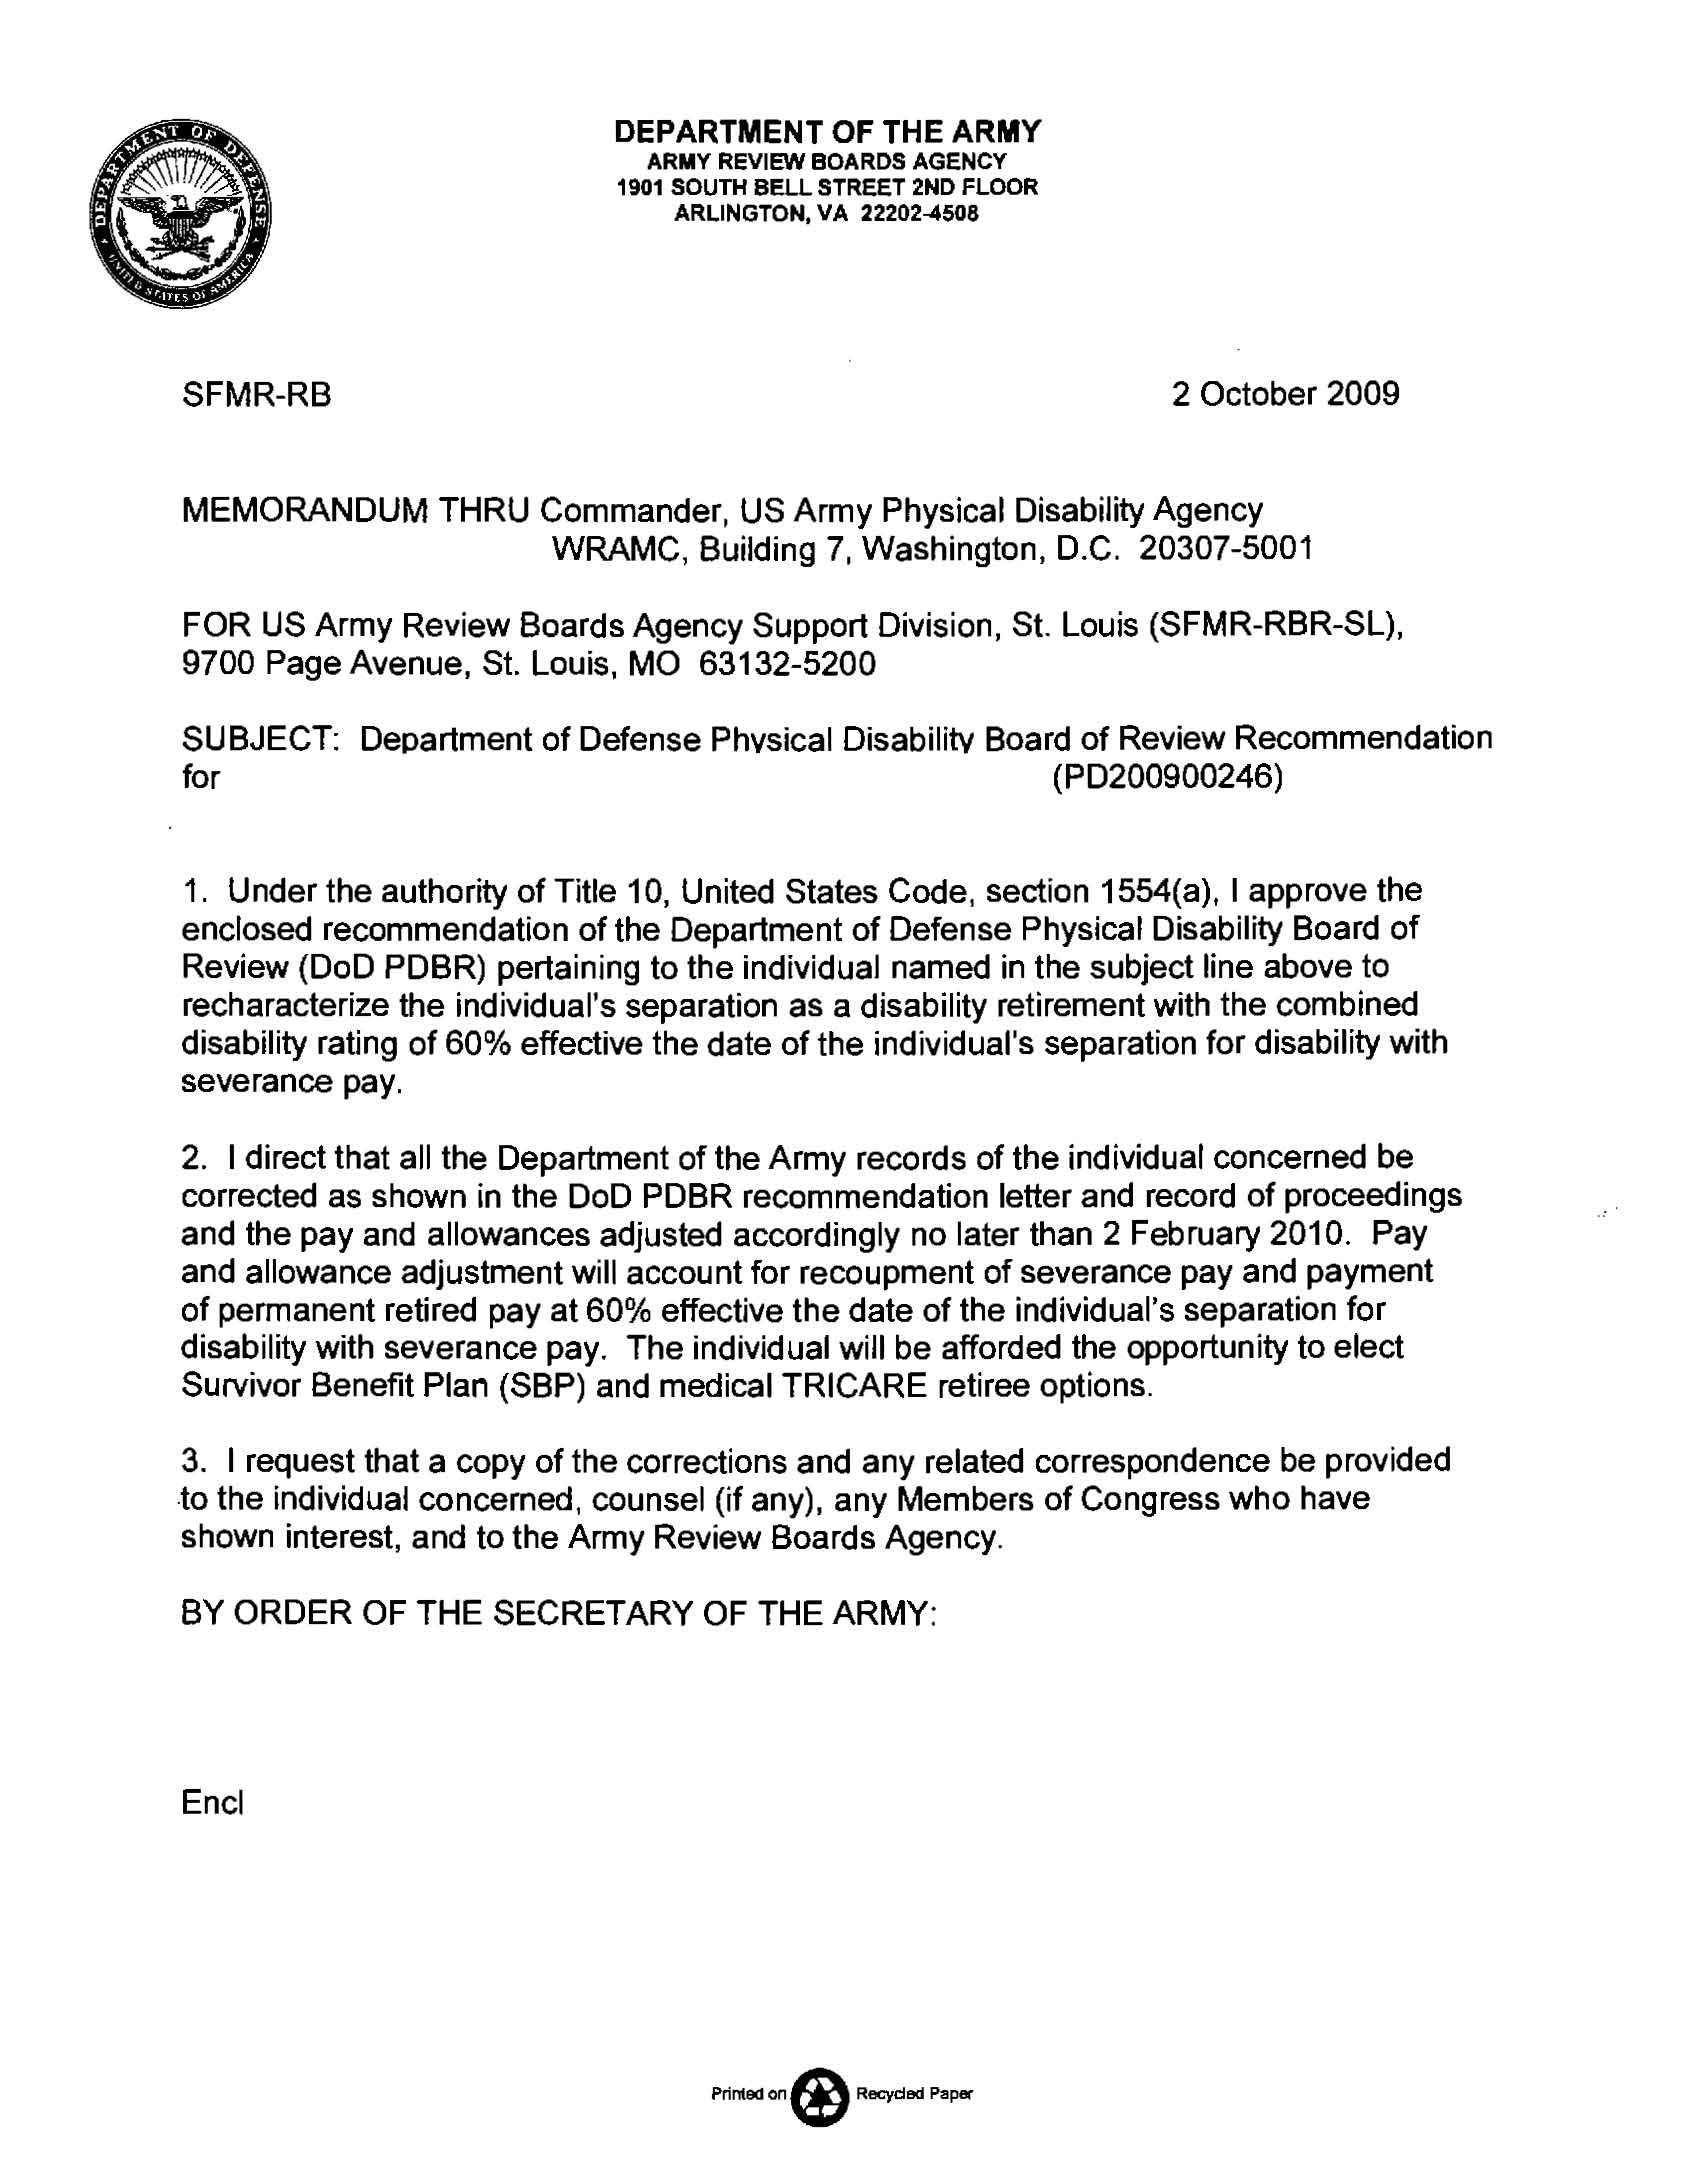 DEPARTMENT OF DEFENSE
UNITED STATES OF AMERICA
DEPARTMENT OF THE ARMY
ARMY REVIEW BOARDS AGENCY
1901 SOUTH BELL STREET 2ND FLOOR
ARLINGTON, VA 22202-4508
SFMR-RB 2 October 2009
MEMORANDUM THRU Commander, US Army Physical Disability Agency
WRAMC, Building 7, Washington, D.C. 20307-5001
FOR US Army Review Boards Agency Support Division, St. Louis (SFMR-RBR-SL),
9700 Page Avenue, St. Louis, MO 63132-5200
SUBJECT: Department of Defense Physical Disability Board of Review Recommendation
for (PD200900246)
1. Under the authority of Title 10, United States Code, section 1554(a), I approve the
enclosed recommendation of the Department of Defense Physical Disability Board of
Review (DoD PDBR) pertaining to the individual named in the subject line above to
recharacterize the individual's separation as a disability retirement with the combined
disability rating of 60% effective the date of the individual's separation for disability with
severance pay.
2. I direct that all the Department of the Army records of the individual concerned be
corrected as shown in the DoD PDBR recommendation letter and record of proceedings
and the pay and allowances adjusted accordingly no later than 2 February 2010. Pay
and allowance adjustment will account for recoupment of severance pay and payment
of permanent retired pay at 60% effective the date of the individual's separation for
disability with severance pay. The individual will be afforded the opportunity to elect
Survivor Benefit Plan (SBP) and medical TRICARE retiree options.
3. I request that a copy of the corrections and any related correspondence be provided
to the individual concerned, counsel (if any), any Members of Congress who have
shown interest, and to the Army Review Boards Agency.
BY ORDER OF THE SECRETARY OF THE ARMY:
Encl
Printed on Recycled Paper